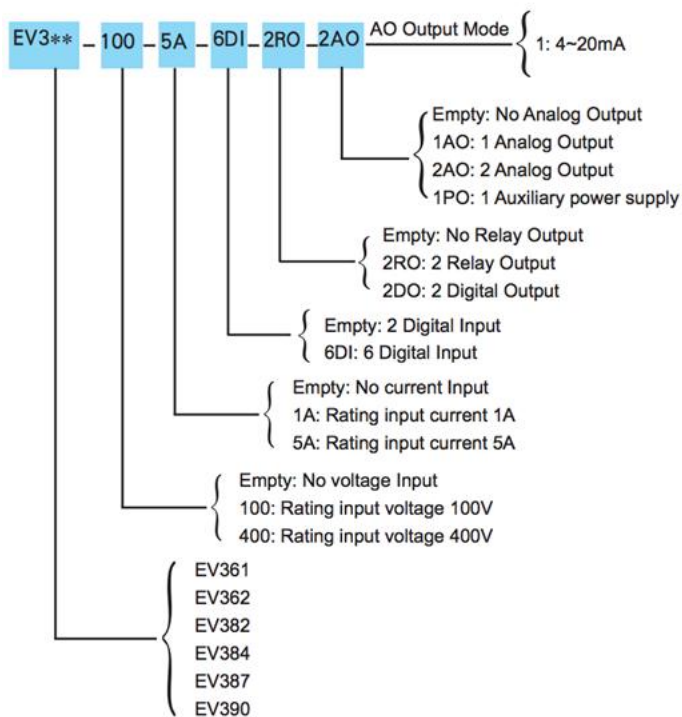 EV3** - 100 - 5A - 6DI - 2RO - 2AO AO Output Mode { 1: 4~20mA
Empty: No Analog Output
1AO: 1 Analog Output
2AO: 2 Analog Output
1PO: 1 Auxiliary power supply
Empty: No Relay Output
2RO: 2 Relay Output
2DO: 2 Digital Output
Empty: 2 Digital Input
6DI: 6 Digital Input
Empty: No current Input
1A: Rating input current 1A
5A: Rating input current 5A
Empty: No voltage Input
100: Rating input voltage 100V
400: Rating input voltage 400V
EV361
EV362
EV382
EV384
EV387
EV390